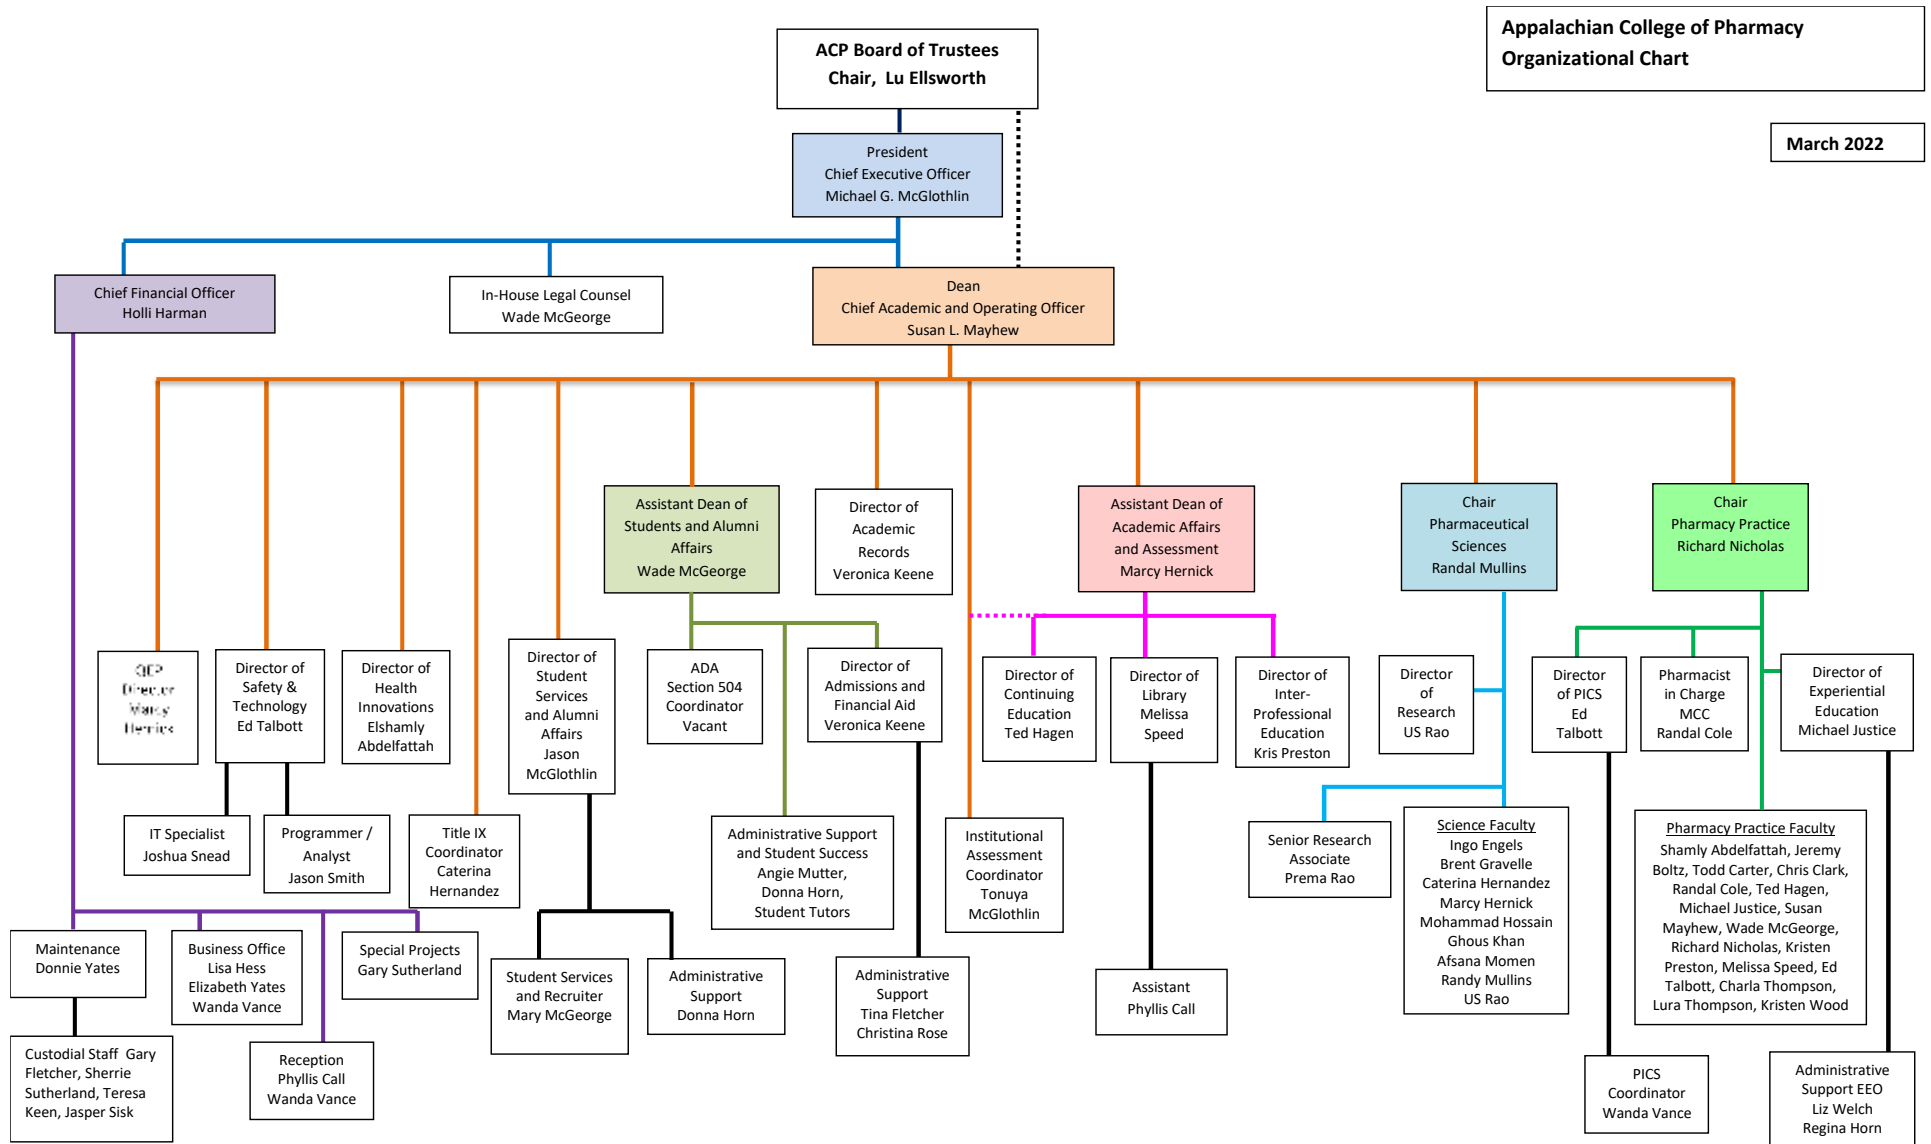 ACP Board of Trustees
Chair, Lu Ellsworth
Appalachian College of Pharmacy
Organizational Chart
March 2022
President
Chief Executive Officer
Michael G. McGlothlin
Chief Financial Officer
Holli Harman
In-House Legal Counsel
Wade McGeorge
Dean
Chief Academic and Operating Officer
Susan L. Mayhew
Assistant Dean of
Students and Alumni
Affairs
Wade McGeorge
Director of
Academic
Records
Veronica Keene
Assistant Dean of
Academic Affairs
and Assessment
Marcy Hernick
Chair
Pharmaceutical
Sciences
Randal Mullins
Chair
Pharmacy Practice
Richard Nicholas
QEP
Director
Marcy
Hernick
Director of
Safety &
Technology
Ed Talbott
Director of
Health
Innovations
Elshamly
Abdelfattah
Director of
Student
Services
and Alumni
Affairs
Jason
McGlothlin
ADA
Section 504
Coordinator
Vacant
Director of
Admissions and
Financial Aid
Veronica Keene
Director of
Continuing
Education
Ted Hagen
Director of
Library
Melissa
Speed
Director of
Inter-
Professional
Education
Kris Preston
Director
of
Research
US Rao
Director
of PICS
Ed
Talbott
Pharmacist
in Charge
MCC
Randal Cole
Director of
Experiential
Education
Michael Justice
IT Specialist
Joshua Snead
Programmer /
Analyst
Jason Smith
Title IX
Coordinator
Caterina
Hernandez
Administrative Support
and Student Success
Angie Mutter,
Donna Horn,
Student Tutors
Institutional
Assessment
Coordinator
Tonuya
McGlothlin
Senior Research
Associate
Prema Rao
Science Faculty
Ingo Engels
Brent Gravelle
Caterina Hernandez
Marcy Hernick
Mohammad Hossain
Ghous Khan
Afsana Momen
Randy Mullins
US Rao
Pharmacy Practice Faculty
Shamly Abdelfattah, Jeremy
Boltz, Todd Carter, Chris Clark,
Randal Cole, Ted Hagen,
Michael Justice, Susan
Mayhew, Wade McGeorge,
Richard Nicholas, Kristen
Preston, Melissa Speed, Ed
Talbott, Charla Thompson,
Lura Thompson, Kristen Wood
Maintenance
Donnie Yates
Business Office
Lisa Hess
Elizabeth Yates
Wanda Vance
Special Projects
Gary Sutherland
Student Services
and Recruiter
Mary McGeorge
Administrative
Support
Donna Horn
Administrative
Support
Tina Fletcher
Christina Rose
Assistant
Phyllis Call
Custodial Staff Gary
Fletcher, Sherrie
Sutherland, Teresa
Keen, Jasper Sisk
Reception
Phyllis Call
Wanda Vance
PICS
Coordinator
Wanda Vance
Administrative
Support EEO
Liz Welch
Regina Horn